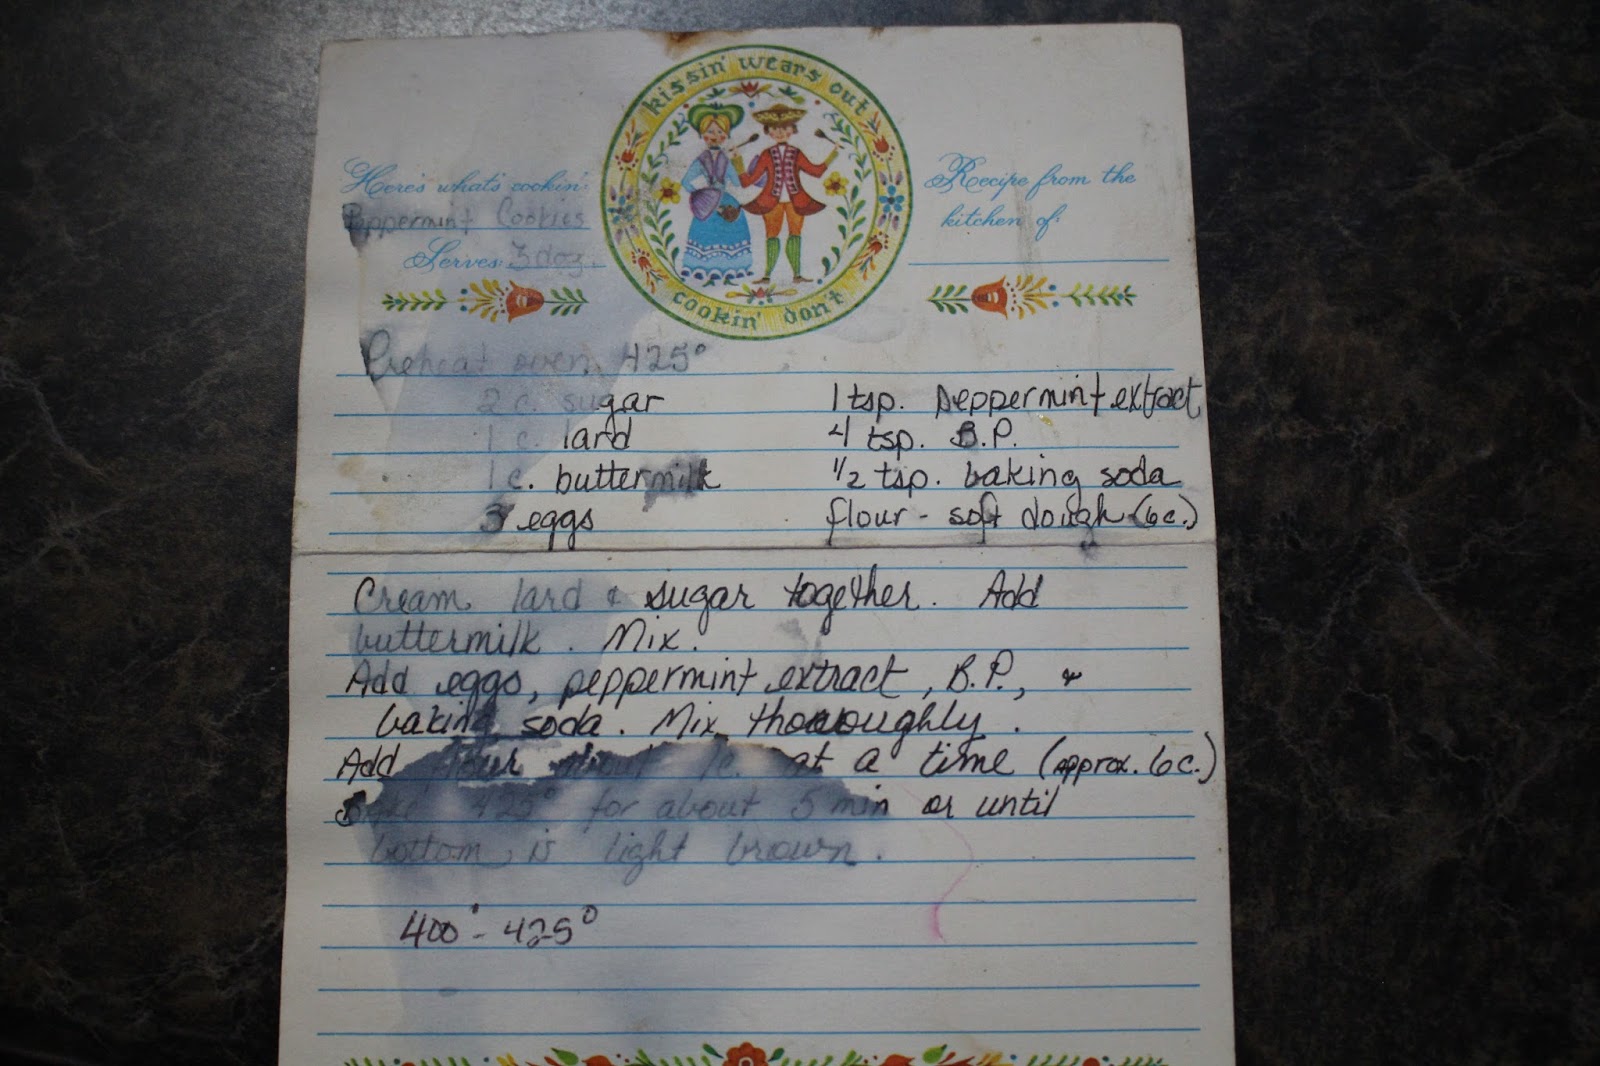 kissin' wears out
cookin' don't
Here's what's cookin'
Peppermint Cookies
Serves 3 doz.
Recipe from the
kitchen of:
Preheat oven 425°
2 c. sugar
1 c. lard
1 c. buttermilk
3 eggs
1 tsp. peppermint extract
4 tsp. B.P.
1/2 tsp. baking soda
flour - soft dough (6 c.)
Cream lard & sugar together. Add
buttermilk. Mix.
Add eggs, peppermint extract, B.P., &
baking soda. Mix thoroughly.
Add flour about 1c. at a time (approx. 6 c.)
Bake 425° for about 5 min or until
bottom is light brown.
400° - 425°